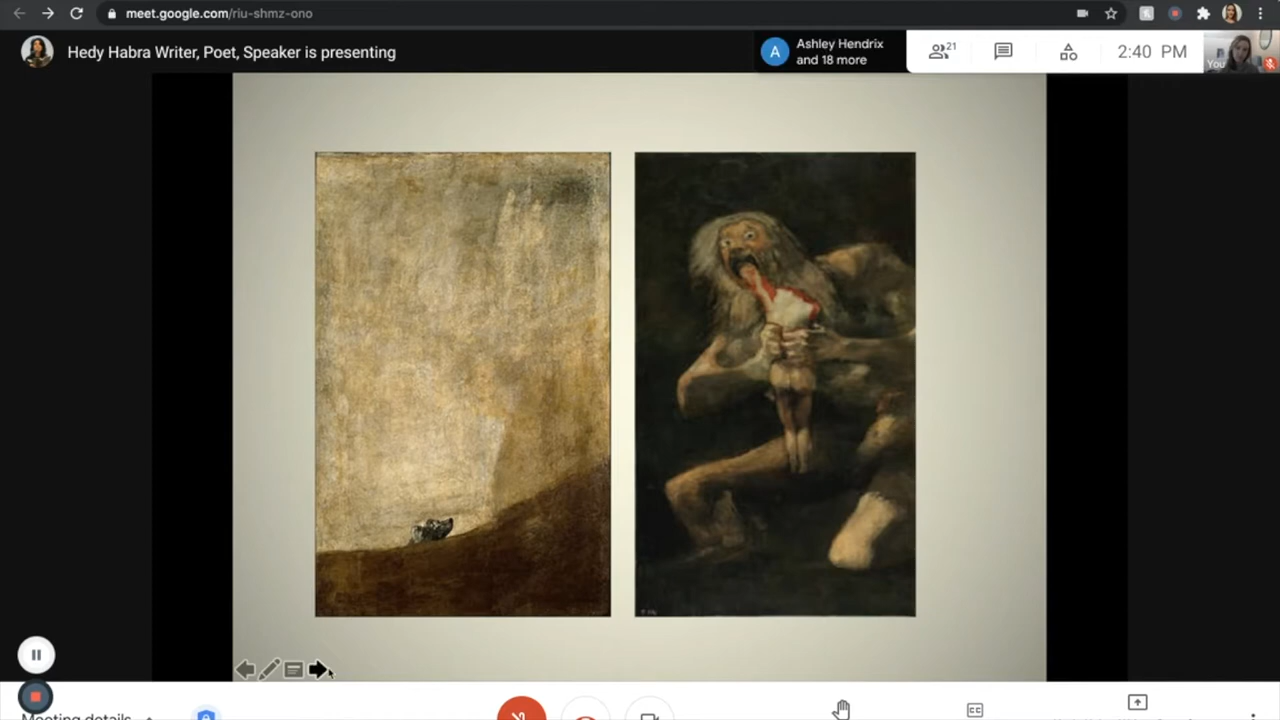 meet.google.com/riu-shmz-ono
Hedy Habra Writer, Poet, Speaker is presenting
A
Ashley Hendrix
and 18 more
21
2:40 PM
You
Meeting details